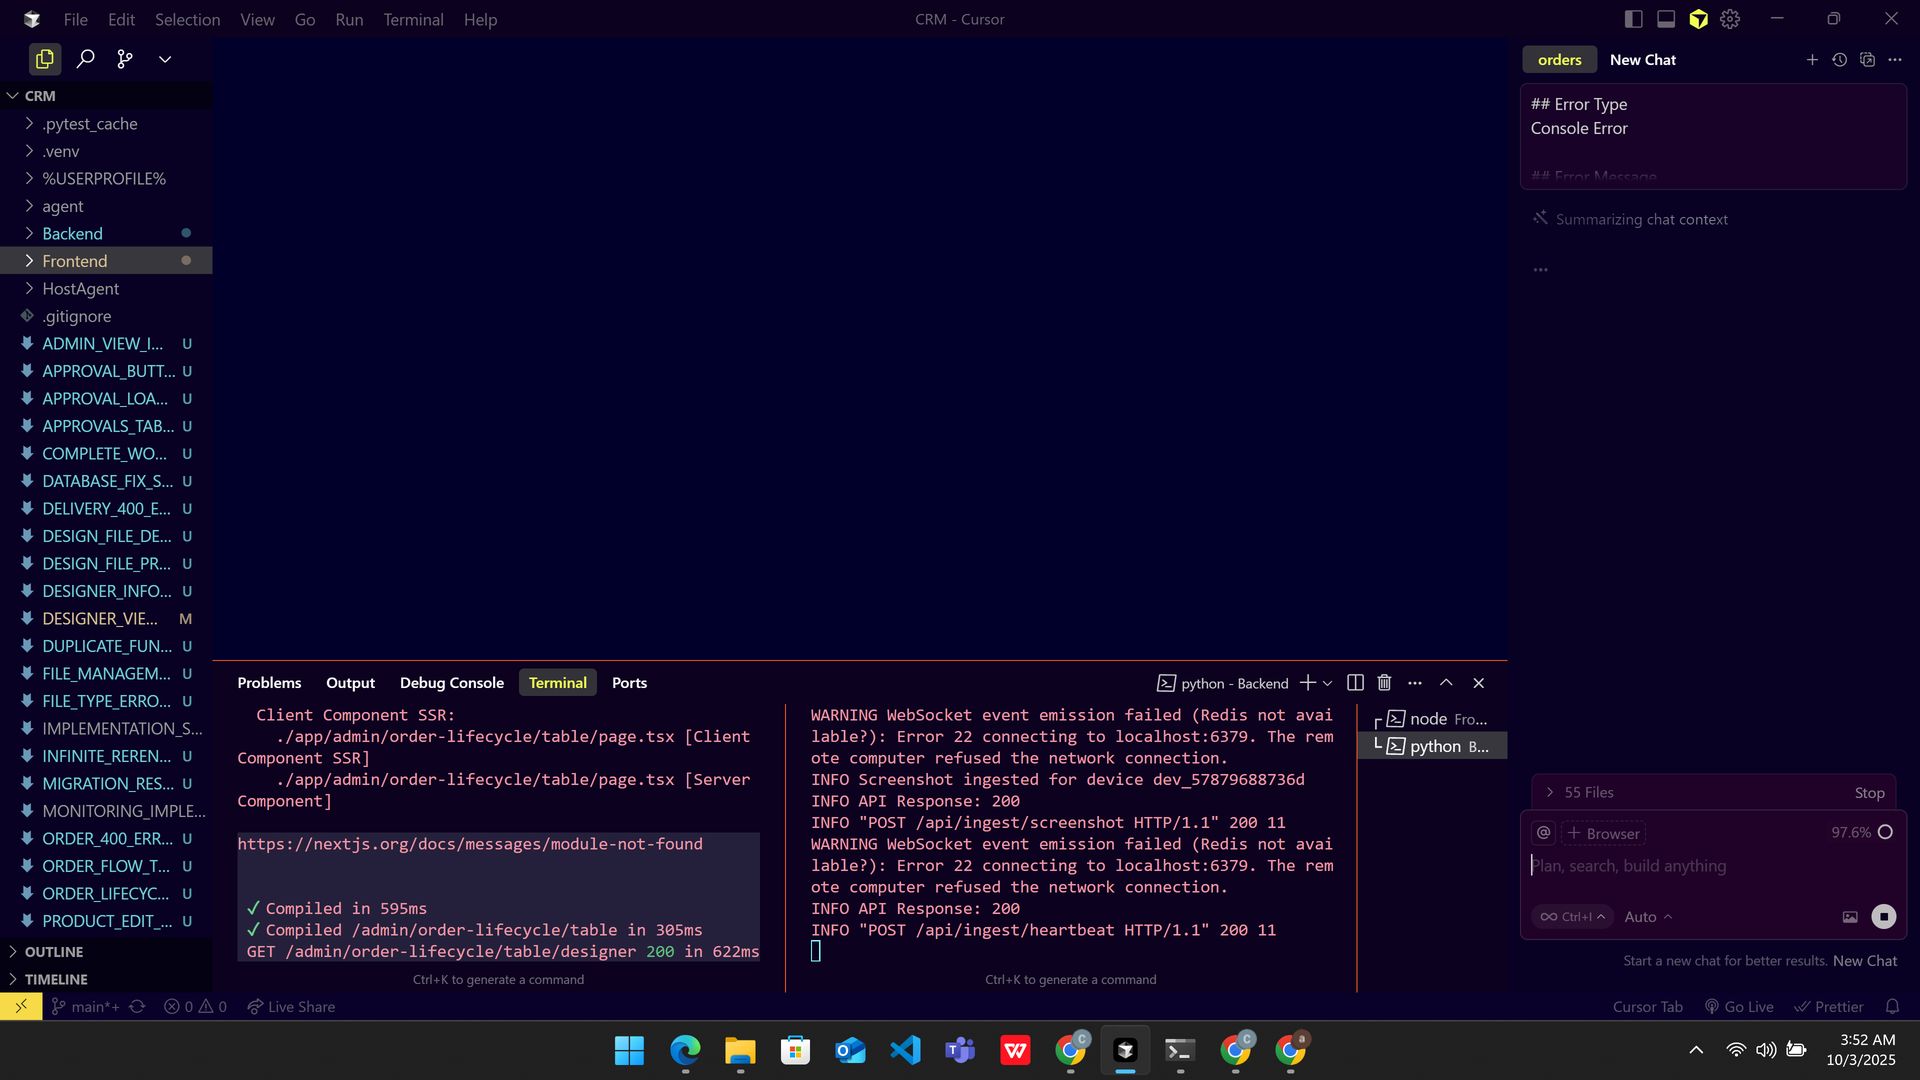 File Edit Selection View Go Run Terminal Help
CRM - Cursor
CRM
.pytest_cache
.venv
%USERPROFILE%
agent
Backend
Frontend
HostAgent
.gitignore
ADMIN_VIEW_I... U
APPROVAL_BUTT... U
APPROVAL_LOA... U
APPROVALS_TAB... U
COMPLETE_WO... U
DATABASE_FIX_S... U
DELIVERY_400_E... U
DESIGN_FILE_DE... U
DESIGN_FILE_PR... U
DESIGNER_INFO... U
DESIGNER_VIE... M
DUPLICATE_FUN... U
FILE_MANAGEM... U
FILE_TYPE_ERRO... U
IMPLEMENTATION_S...
INFINITE_REREN... U
MIGRATION_RES... U
MONITORING_IMPLE...
ORDER_400_ERR... U
ORDER_FLOW_T... U
ORDER_LIFECYC... U
PRODUCT_EDIT_... U
OUTLINE
TIMELINE
Problems Output Debug Console Terminal Ports
python - Backend
Client Component SSR:
./app/admin/order-lifecycle/table/page.tsx [Client
Component SSR]
./app/admin/order-lifecycle/table/page.tsx [Server
Component]
https://nextjs.org/docs/messages/module-not-found
✓ Compiled in 595ms
✓ Compiled /admin/order-lifecycle/table in 305ms
GET /admin/order-lifecycle/table/designer 200 in 622ms
Ctrl+K to generate a command
WARNING WebSocket event emission failed (Redis not avai
lable?): Error 22 connecting to localhost:6379. The rem
ote computer refused the network connection.
INFO Screenshot ingested for device dev_57879688736d
INFO API Response: 200
INFO "POST /api/ingest/screenshot HTTP/1.1" 200 11
WARNING WebSocket event emission failed (Redis not avai
lable?): Error 22 connecting to localhost:6379. The rem
ote computer refused the network connection.
INFO API Response: 200
INFO "POST /api/ingest/heartbeat HTTP/1.1" 200 11
Ctrl+K to generate a command
node Fro...
python B...
orders New Chat
## Error Type
Console Error
## Error Message
Summarizing chat context
...
55 Files Stop
@ + Browser 97.6%
Plan, search, build anything
∞ Ctrl+I Auto
Start a new chat for better results. New Chat
main*+ 0 0 Live Share
Cursor Tab Go Live Prettier
C C a
3:52 AM
10/3/2025